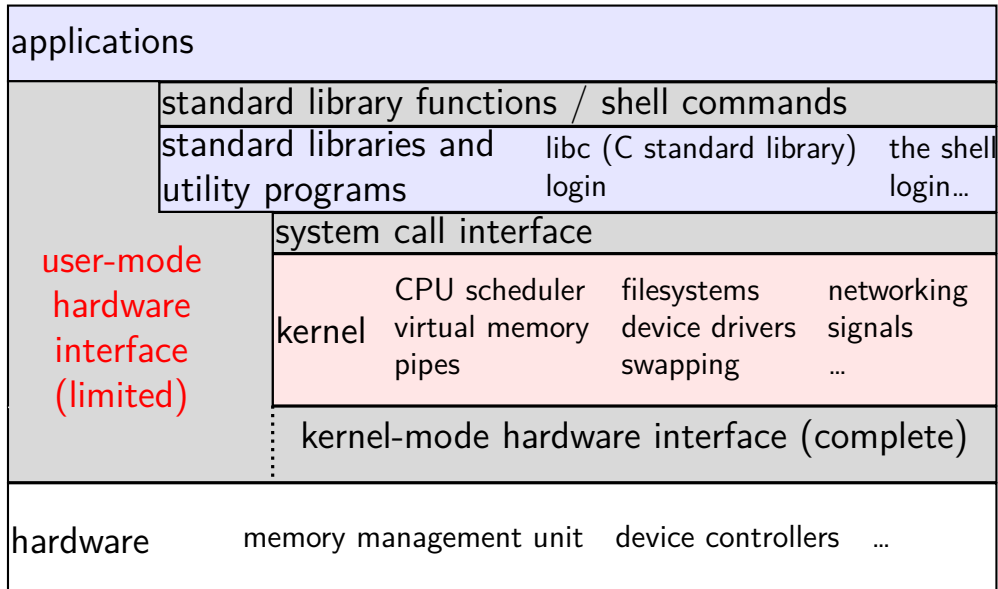 applications
standard library functions / shell commands
standard libraries and
utility programs
libc (C standard library)
login
the shell
login…
system call interface
user-mode
hardware
interface
(limited)
kernel
CPU scheduler
virtual memory
pipes
filesystems
device drivers
swapping
networking
signals
…
kernel-mode hardware interface (complete)
hardware
memory management unit
device controllers
…